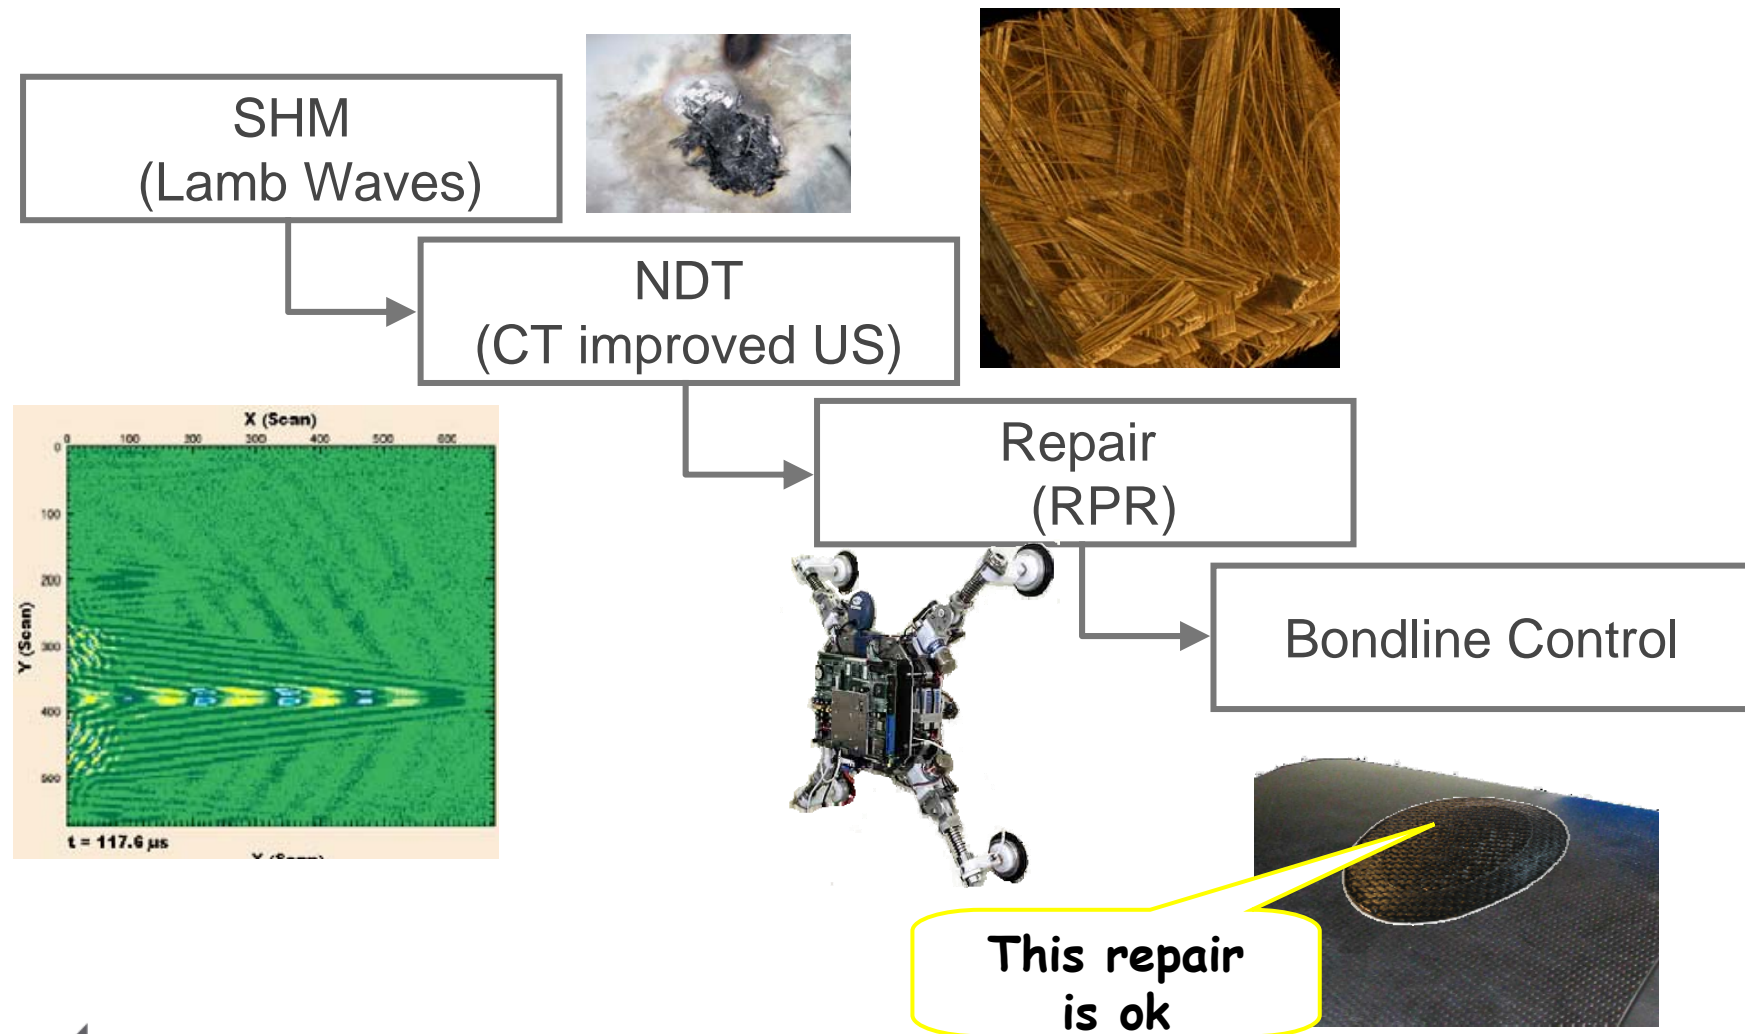 SHM
(Lamb Waves)
NDT
(CT improved US)
X (Scan)
0 100 200 300 400 500 600
0
100
200
300
400
500
Y (Scan)
t = 117.6 µs
X (Scan)
Repair
(RPR)
Bondline Control
This repair
is ok